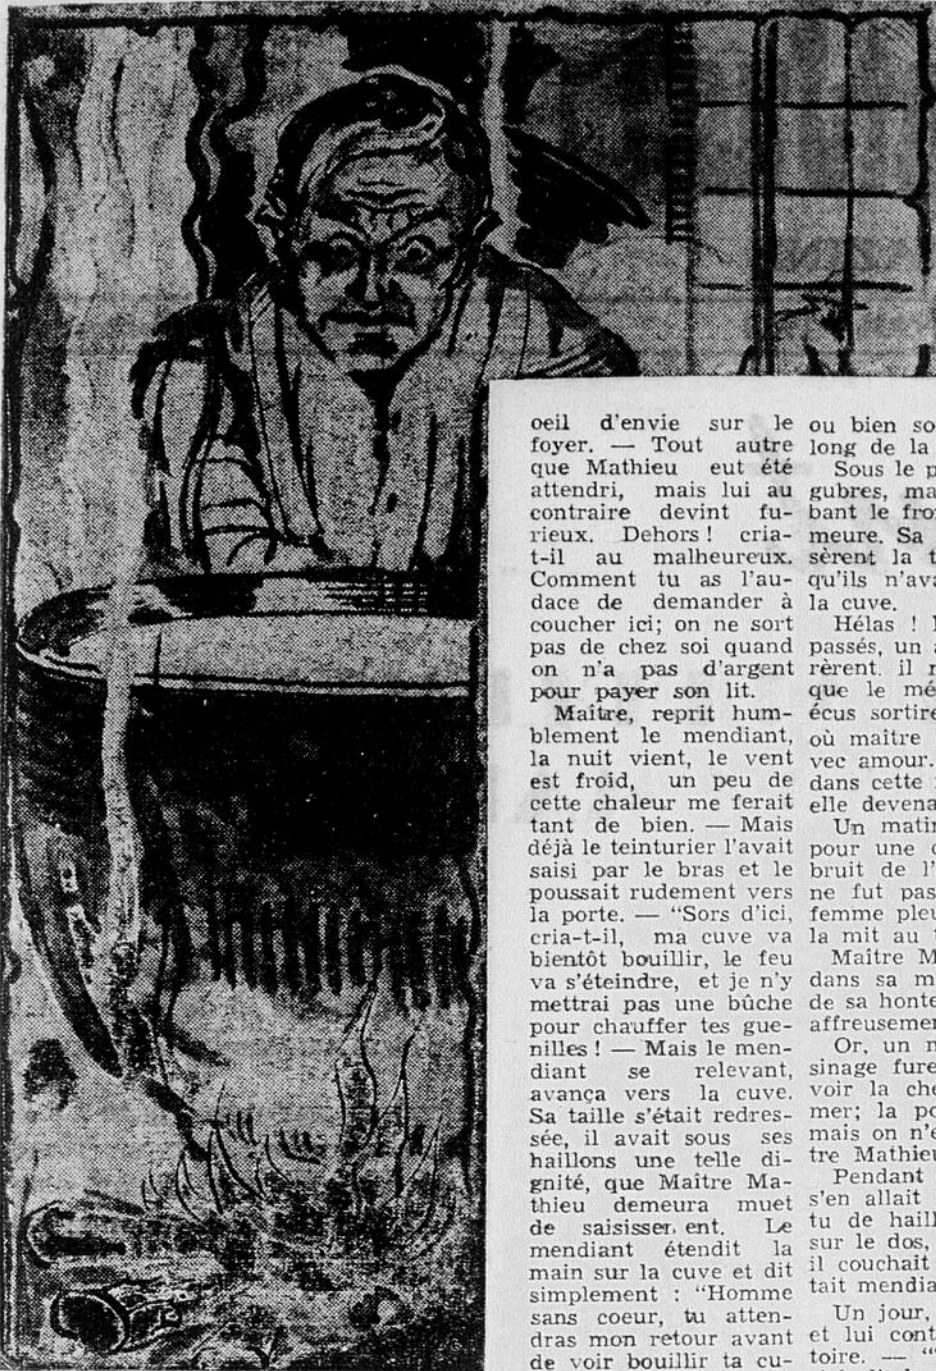 oeil d'envie sur le
foyer. — Tout autre
que Mathieu eut été
attendri, mais lui au
contraire devint fu-
rieux. Dehors ! cria-
t-il au malheureux.
Comment tu as l'au-
dace de demander à
coucher ici; on ne sort
pas de chez soi quand
on n'a pas d'argent
pour payer son lit.
Maître, reprit hum-
blement le mendiant,
la nuit vient, le vent
est froid, un peu de
cette chaleur me ferait
tant de bien. — Mais
déjà le teinturier l'avait
saisi par le bras et le
poussait rudement vers
la porte. — "Sors d'ici,
cria-t-il, ma cuve va
bientôt bouillir, le feu
va s'éteindre, et je n'y
mettrai pas une bûche
pour chauffer tes gue-
nilles ! — Mais le men-
diant se relevant,
avança vers la cuve.
Sa taille s'était redres-
sée, il avait sous ses
haillons une telle di-
gnité, que Maître Ma-
thieu demeura muet
de saisissement. Le
mendiant étendit la
main sur la cuve et dit
simplement : "Homme
sans coeur, tu atten-
dras mon retour avant
de voir bouillir ta cu-
ou bien so
long de la
Sous le p
gubres, ma
bant le fro
meure. Sa
sèrent la t
qu'ils n'ava
la cuve.
Hélas !
passés, un a
rèrent. il n
que le mé
écus sortire
où maître
vec amour.
dans cette
elle devena
Un matin
pour une c
bruit de l'
ne fut pas
femme pleu
la mit au t
Maître M
dans sa m
de sa honte
affreusemen
Or, un m
sinage fure
voir la che
mer; la po
mais on n'e
tre Mathieu
Pendant
s'en allait
tu de haill
sur le dos,
il couchait
tait mendia
Un jour,
et lui cont
toire. — "